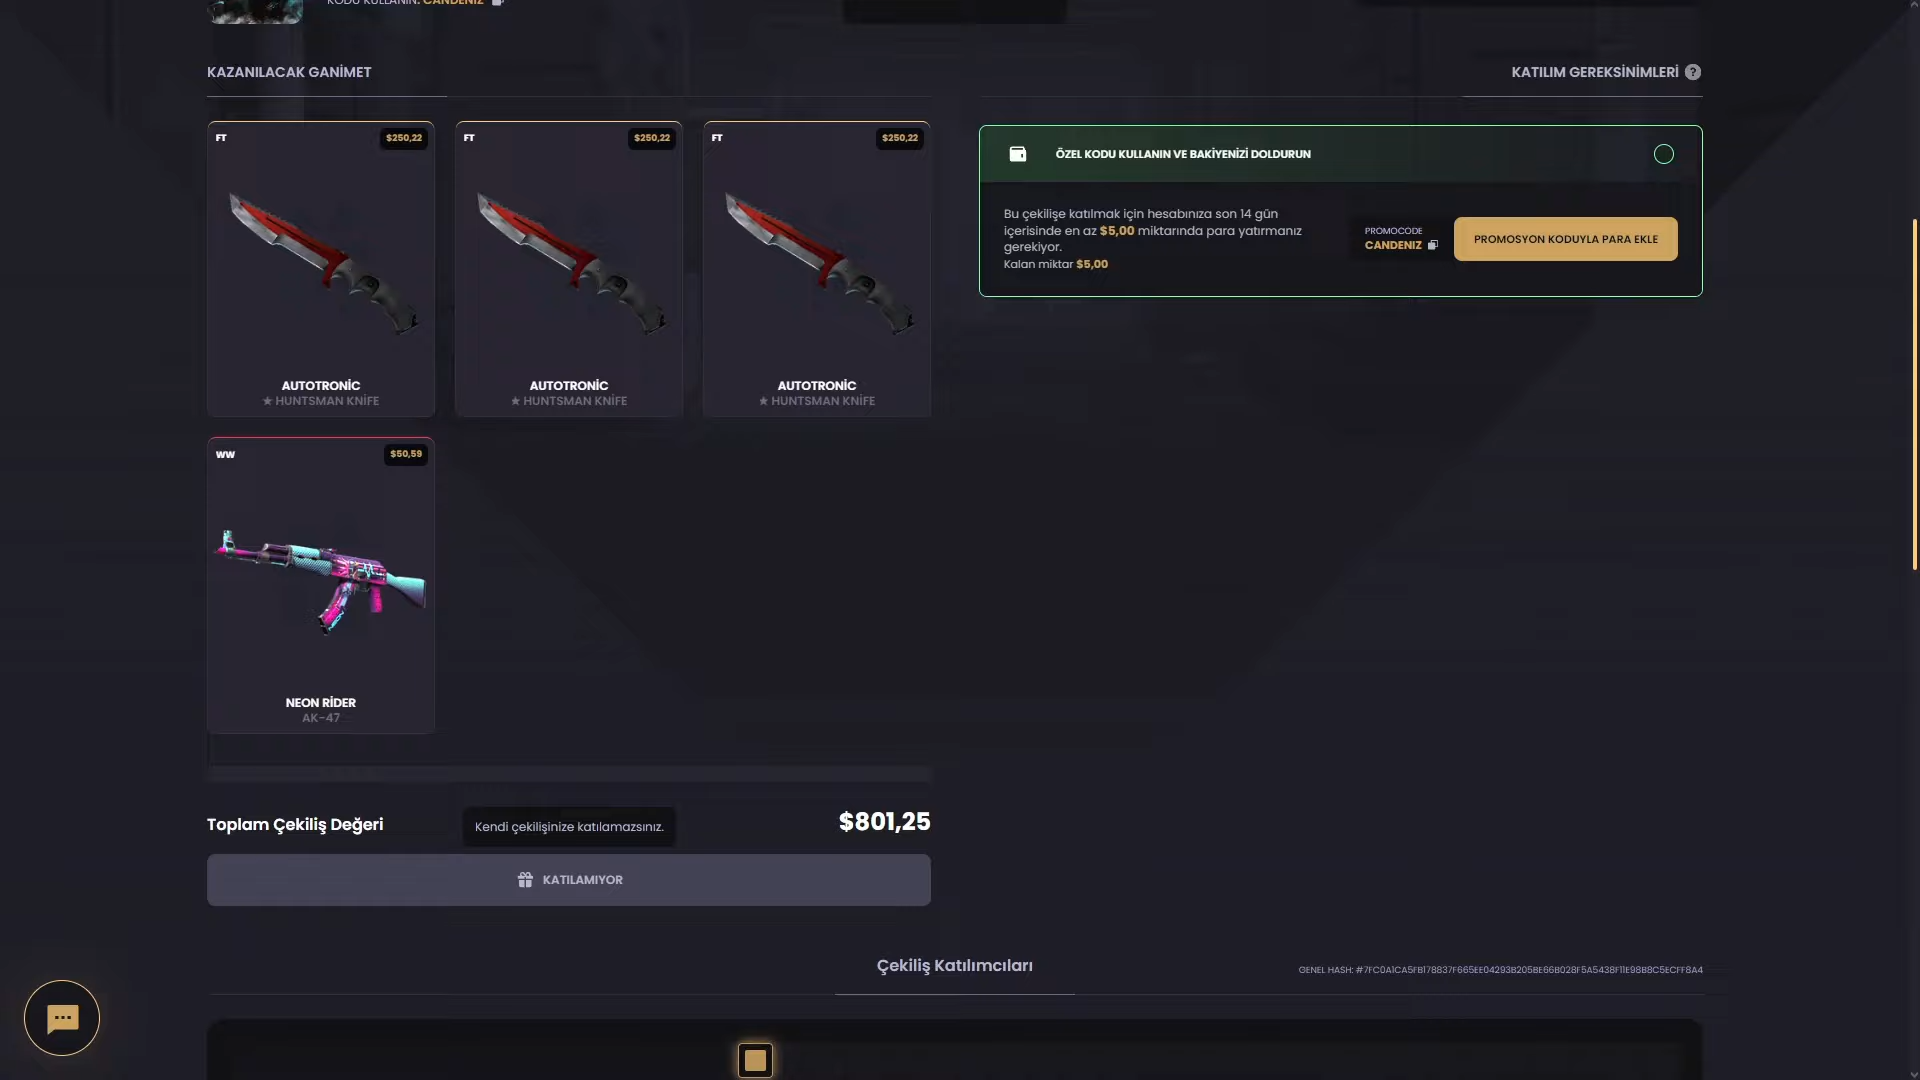 KODU KULLANIN: CANDENIZ
KAZANILACAK GANİMET
KATILIM GEREKSİNİMLERİ ?
FT $250,22
FT $250,22
FT $250,22
AUTOTRONİC
★ HUNTSMAN KNİFE
AUTOTRONİC
★ HUNTSMAN KNİFE
AUTOTRONİC
★ HUNTSMAN KNİFE
ÖZEL KODU KULLANIN VE BAKİYENİZİ DOLDURUN
Bu çekilişe katılmak için hesabınıza son 14 gün
içerisinde en az $5,00 miktarında para yatırmanız
gerekiyor.
Kalan miktar $5,00
PROMOCODE
CANDENIZ
PROMOSYON KODUYLA PARA EKLE
WW $50,59
NEON RİDER
AK-47
Toplam Çekiliş Değeri
Kendi çekilişinize katılamazsınız.
$801,25
KATILAMIYOR
Çekiliş Katılımcıları